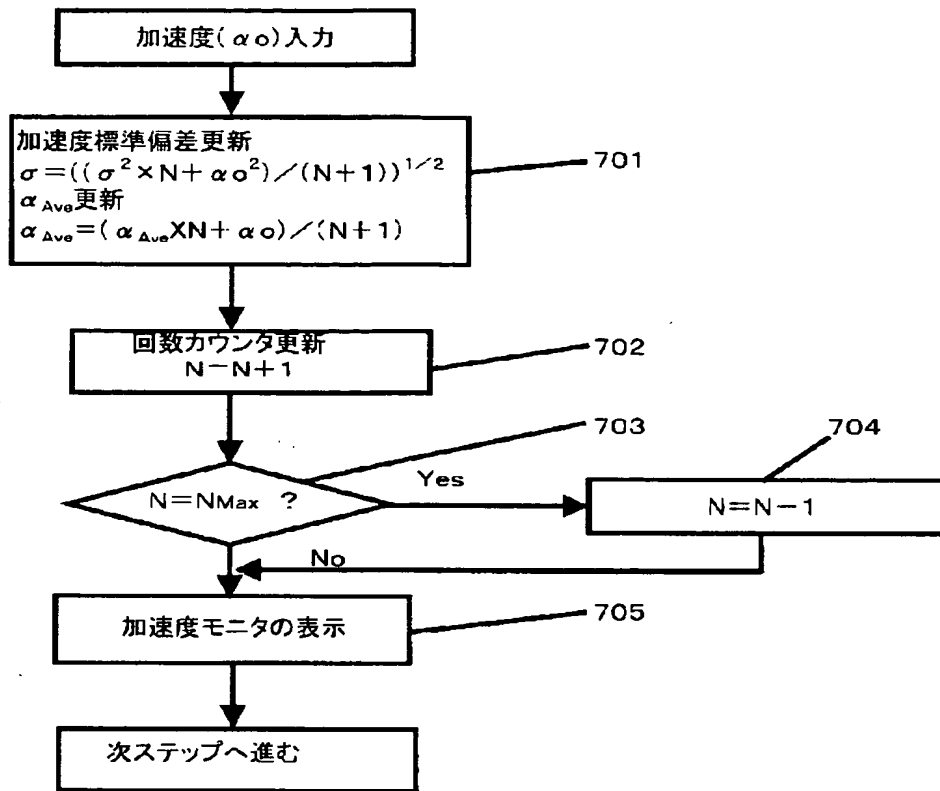 加速度(αo)入力
加速度標準偏差更新
σ=((σ²×N+αo²)/(N+1))^1/2
αAve更新
αAve=(αAveXN+αo)/(N+1)
701
回数カウンタ更新
N−N+1
702
703
704
N=NMax ?
Yes
N=N−1
No
加速度モニタの表示
705
次ステップへ進む